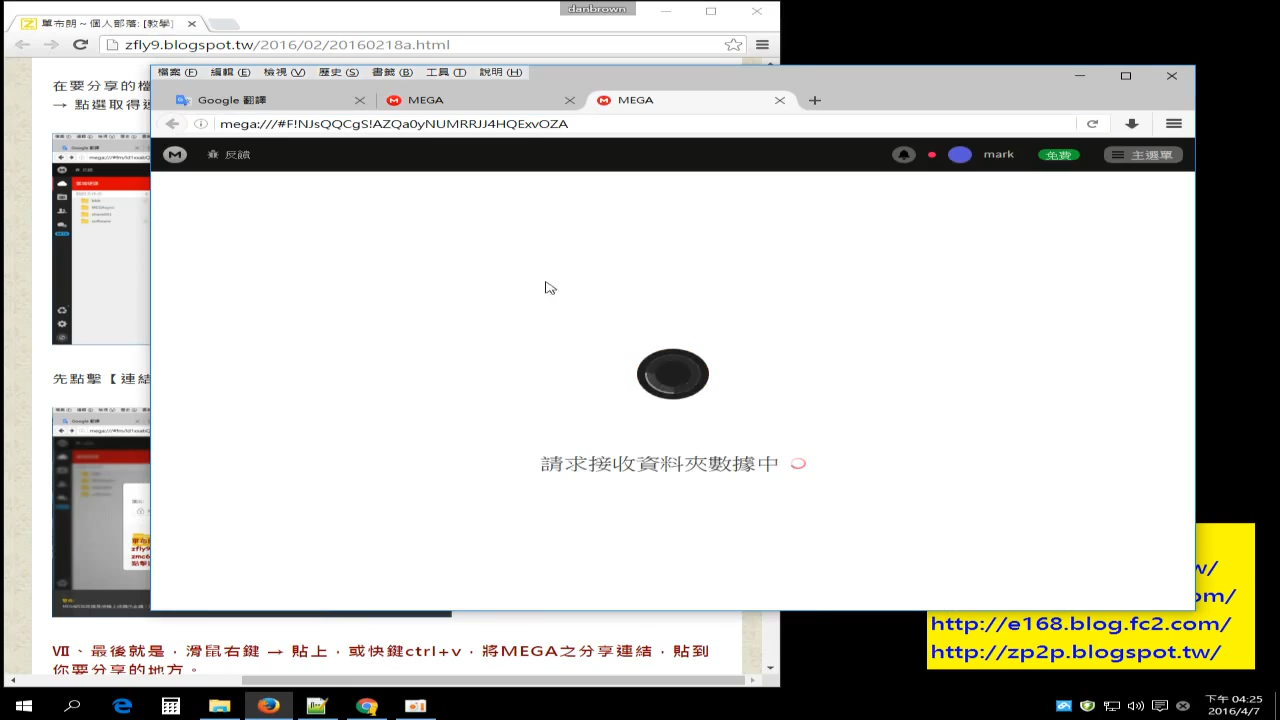 danbrown
單布朗～個人部落: [教學]
zfly9.blogspot.tw/2016/02/20160218a.html
在要分享的檔
→ 點選取得連
先點擊【連結
檔案 (F) 編輯 (E) 檢視 (V) 歷史 (S) 書籤 (B) 工具 (T) 說明 (H)
Google 翻譯
MEGA
MEGA
mega:///#F!NJsQQCgS!AZQa0yNUMRRJJ4HQExvOZA
反饋
mark
免費
主選單
請求接收資料夾數據中
Ⅶ、最後就是，滑鼠右鍵 → 貼上，或快鍵ctrl+v，將MEGA之分享連結，貼到
你要分享的地方。
w/
om/
http://e168.blog.fc2.com/
http://zp2p.blogspot.tw/
下午 04:25
2016/4/7